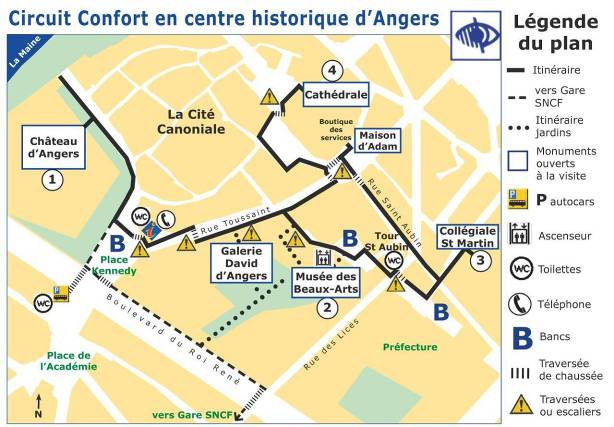 Circuit Confort en centre historique d'Angers
La Maine
4
Cathédrale
La Cité
Canoniale
Boutique
des
services
Maison
d'Adam
Château
d'Angers
1
Rue Toussaint
Rue Saint Aubin
WC
B
Place
Kennedy
Galerie
David
d'Angers
B
Tour
St Aubin
WC
Collégiale
St Martin
3
Musée des
Beaux-Arts
2
WC
B
Boulevard du Roi René
Rue des Lices
Préfecture
Place de
l'Académie
N
vers Gare SNCF
Légende
du plan
Itinéraire
vers Gare
SNCF
Itinéraire
jardins
Monuments
ouverts
à la visite
P autocars
Ascenseur
WC Toilettes
Téléphone
B Bancs
Traversée
de chaussée
Traversées
ou escaliers